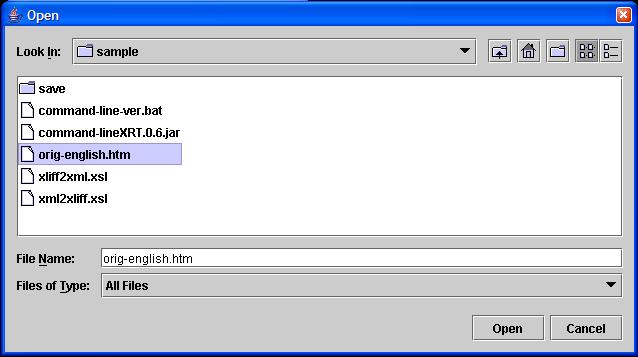 Open
Look In: sample
save
command-line-ver.bat
command-lineXRT.0.6.jar
orig-english.htm
xliff2xml.xsl
xml2xliff.xsl
File Name: orig-english.htm
Files of Type: All Files
Open Cancel